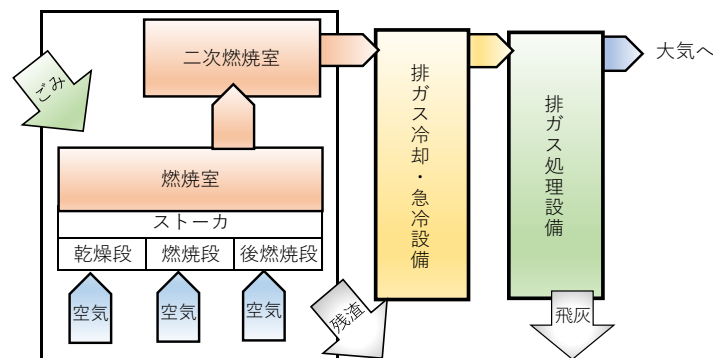 二次燃焼室
大気へ
ごみ
排ガス冷却・急冷設備
排ガス処理設備
燃焼室
ストーカ
乾燥段
燃焼段
後燃焼段
空気
空気
空気
残渣
飛灰